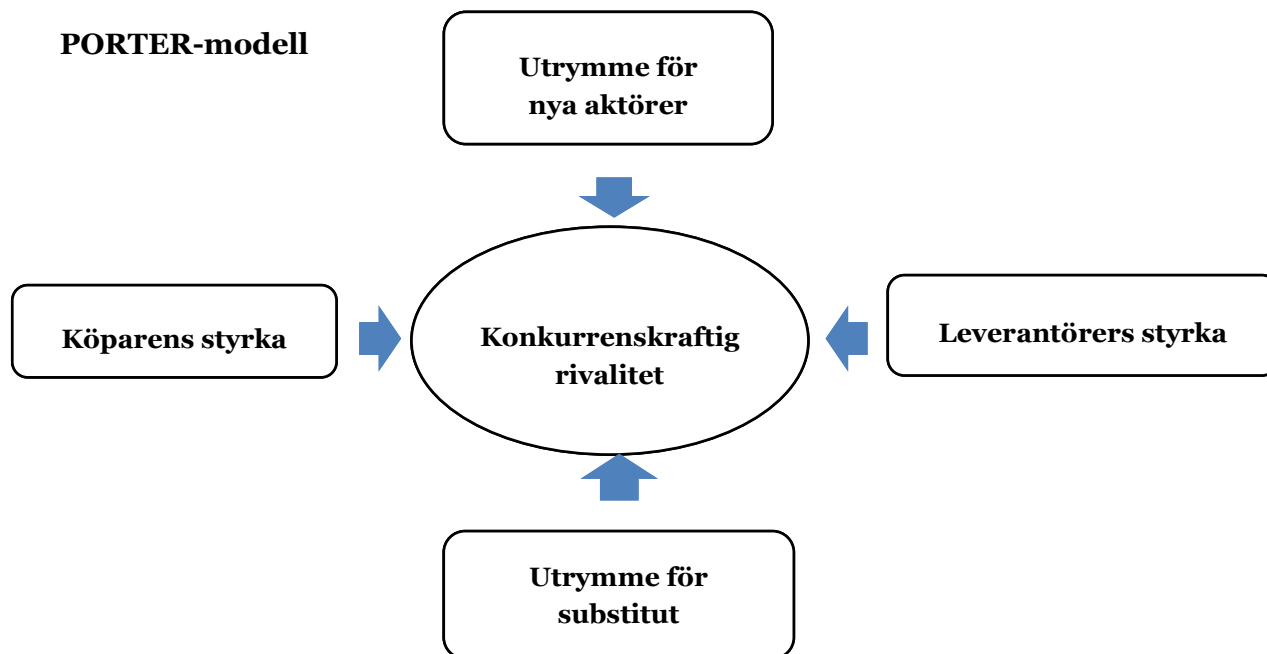 PORTER-modell
Utrymme för
nya aktörer
Köparens styrka
Konkurrenskraftig
rivalitet
Leverantörers styrka
Utrymme för
substitut